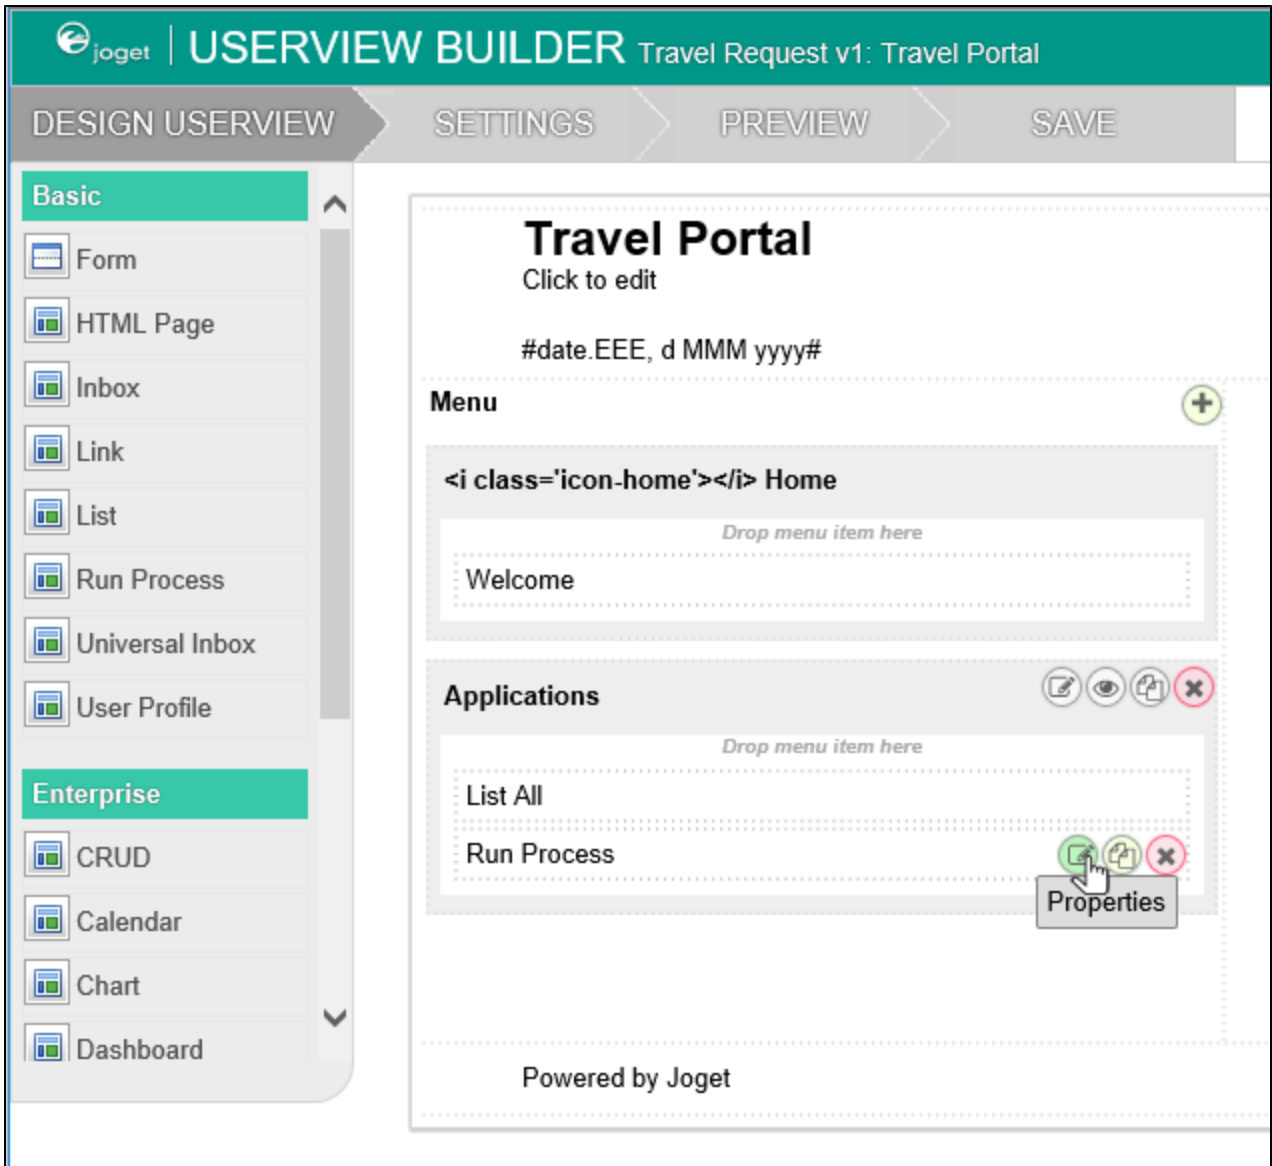 joget | USERVIEW BUILDER Travel Request v1: Travel Portal
DESIGN USERVIEW SETTINGS PREVIEW SAVE
Basic
Form
HTML Page
Inbox
Link
List
Run Process
Universal Inbox
User Profile
Enterprise
CRUD
Calendar
Chart
Dashboard
Travel Portal
Click to edit
#date.EEE, d MMM yyyy#
Menu
<i class='icon-home'></i> Home
Drop menu item here
Welcome
Applications
Drop menu item here
List All
Run Process
Properties
Powered by Joget